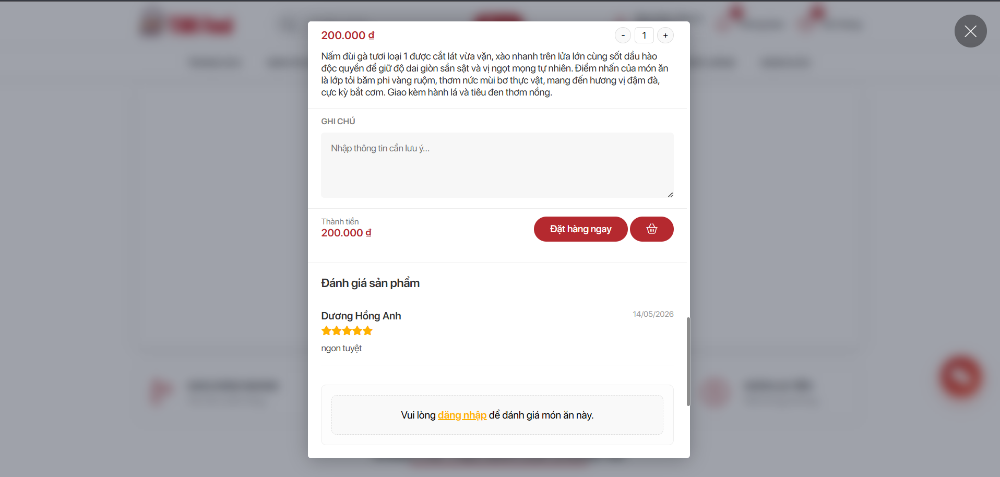 200.000 ₫
- 1 +
Nấm đùi gà tươi loại 1 được cắt lát vừa vặn, xào nhanh trên lửa lớn cùng sốt dầu hào
độc quyền để giữ độ dai giòn sần sật và vị ngọt mọng tự nhiên. Điểm nhấn của món ăn
là lớp tỏi băm phi vàng ruộm, thơm nức mùi bơ thực vật, mang đến hương vị đậm đà,
cực kỳ bắt cơm. Giao kèm hành lá và tiêu đen thơm nồng.
GHI CHÚ
Nhập thông tin cần lưu ý...
Thành tiền
200.000 ₫
Đặt hàng ngay
Đánh giá sản phẩm
Dương Hồng Anh
14/05/2026
ngon tuyệt
Vui lòng đăng nhập để đánh giá món ăn này.